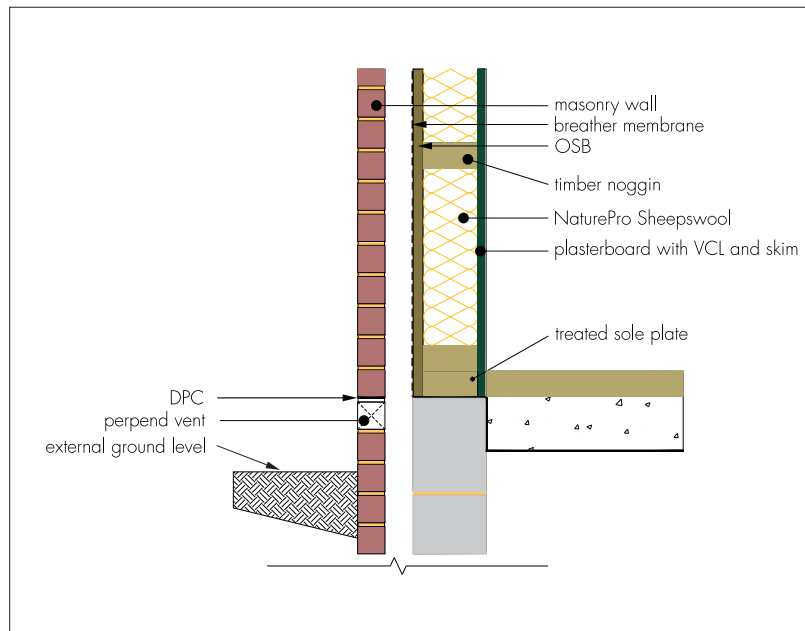 masonry wall
breather membrane
OSB
timber noggin
NaturePro Sheepswool
plasterboard with VCL and skim
treated sole plate
DPC
perpend vent
external ground level